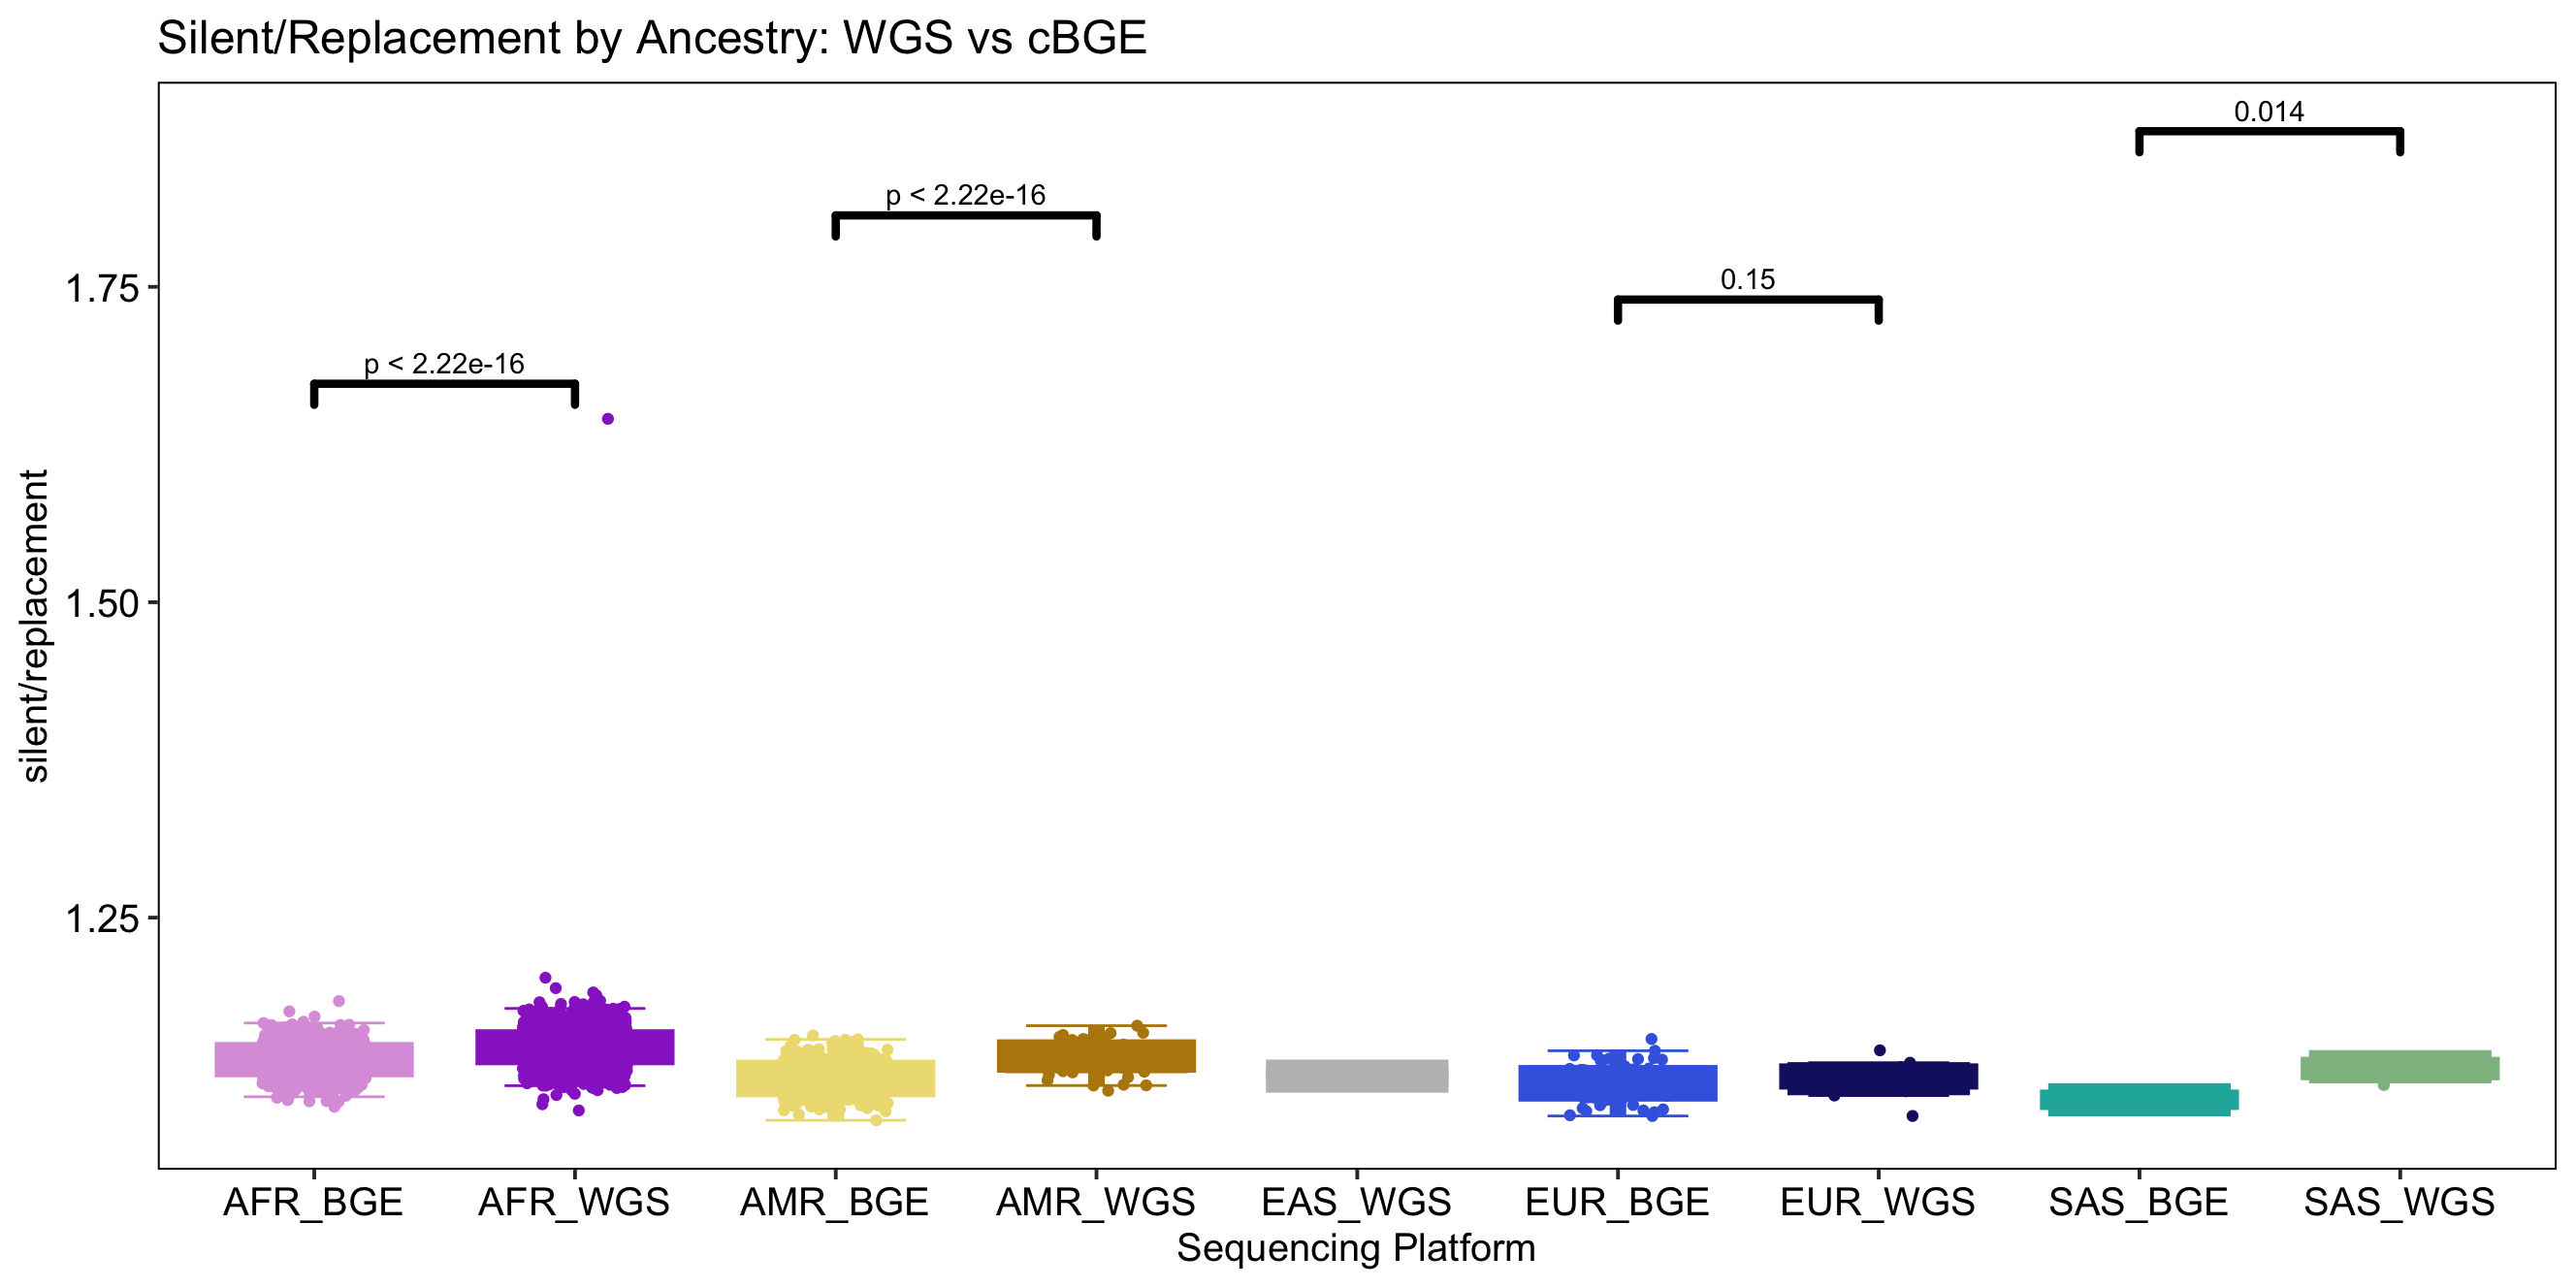 Silent/Replacement by Ancestry: WGS vs cBGE
0.014
p < 2.22e-16
0.15
p < 2.22e-16
1.75
1.50
1.25
silent/replacement
AFR_BGE AFR_WGS AMR_BGE AMR_WGS EAS_WGS EUR_BGE EUR_WGS SAS_BGE SAS_WGS
Sequencing Platform